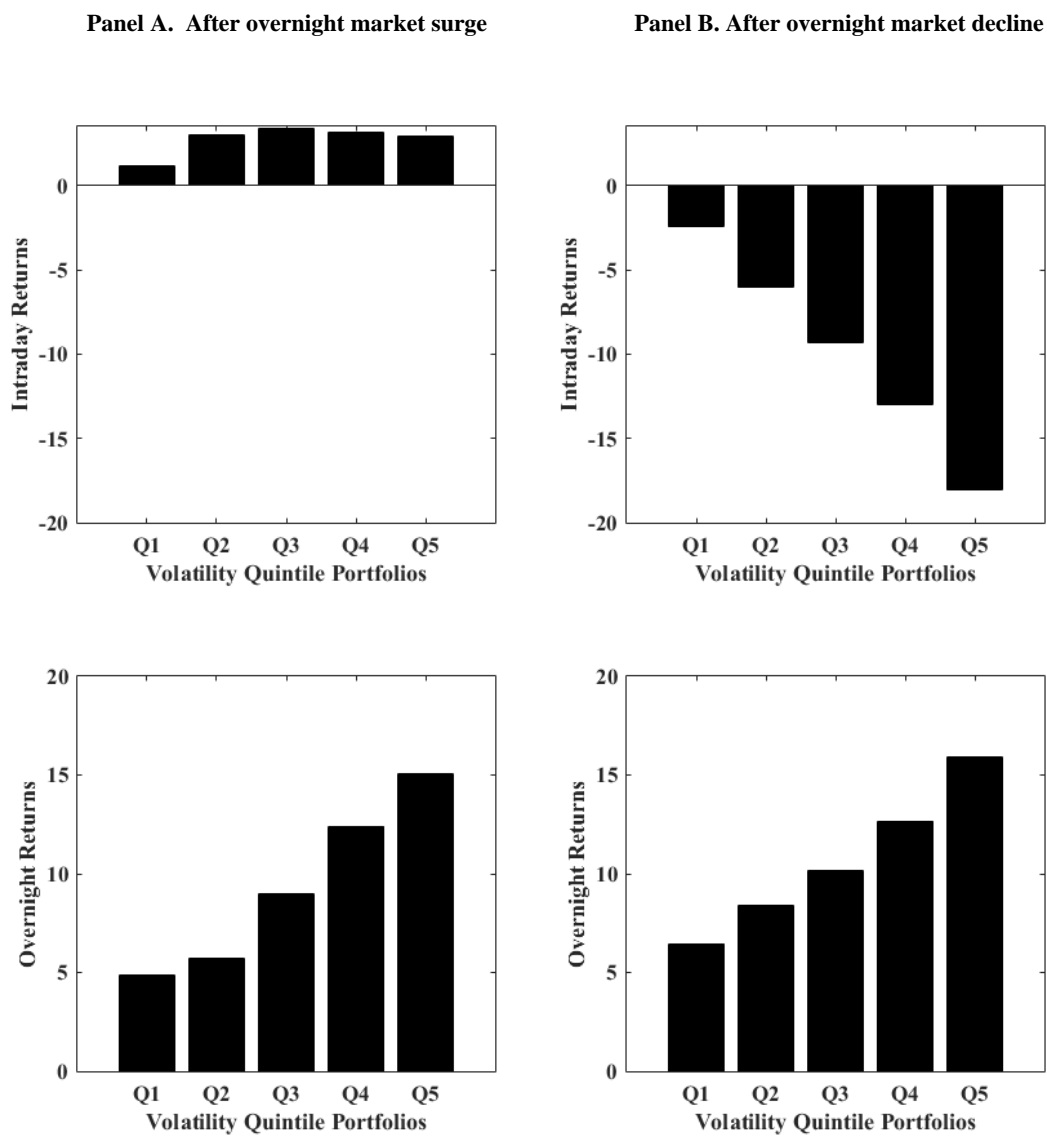 Panel A. After overnight market surge
Panel B. After overnight market decline
Intraday Returns
0
-5
-10
-15
-20
Q1 Q2 Q3 Q4 Q5
Volatility Quintile Portfolios
Intraday Returns
0
-5
-10
-15
-20
Q1 Q2 Q3 Q4 Q5
Volatility Quintile Portfolios
Overnight Returns
20
15
10
5
0
Q1 Q2 Q3 Q4 Q5
Volatility Quintile Portfolios
Overnight Returns
20
15
10
5
0
Q1 Q2 Q3 Q4 Q5
Volatility Quintile Portfolios